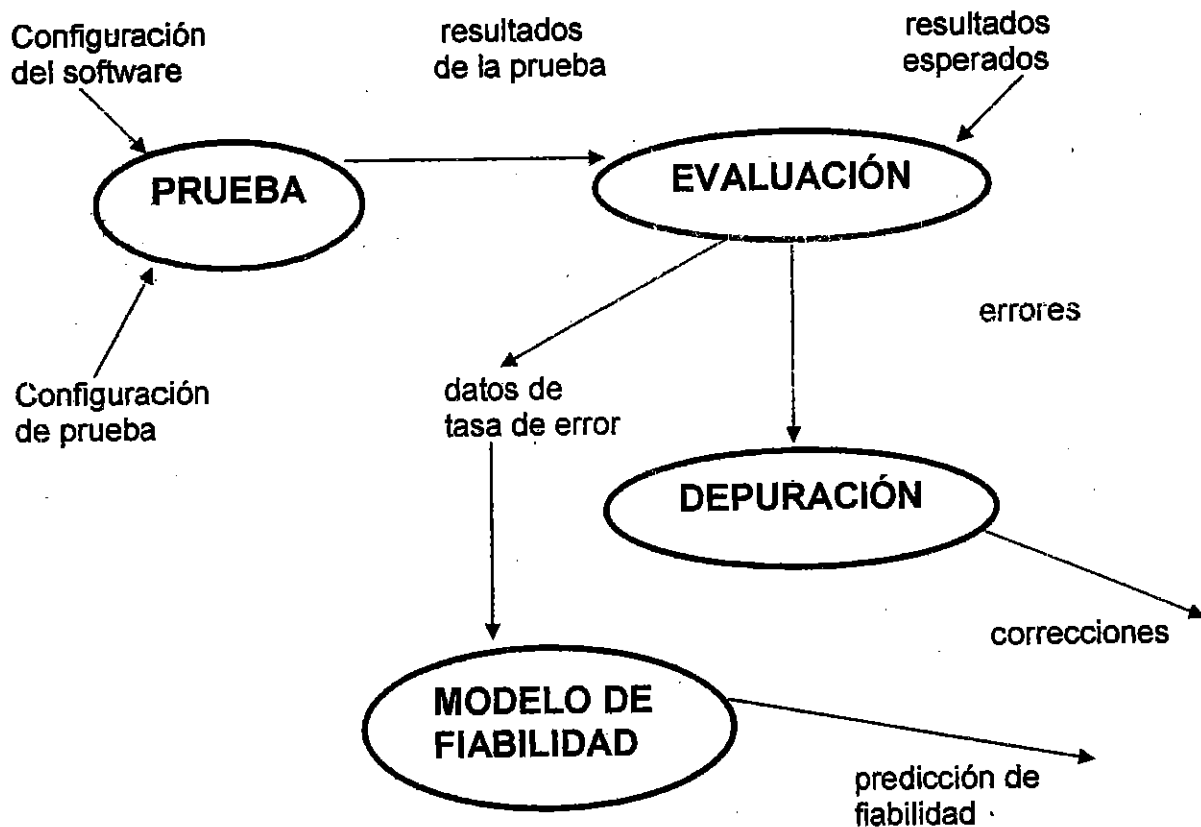 Configuración
del software
resultados
de la prueba
resultados
esperados
PRUEBA
EVALUACIÓN
errores
Configuración
de prueba
datos de
tasa de error
DEPURACIÓN
correcciones
MODELO DE
FIABILIDAD
predicción de
fiabilidad